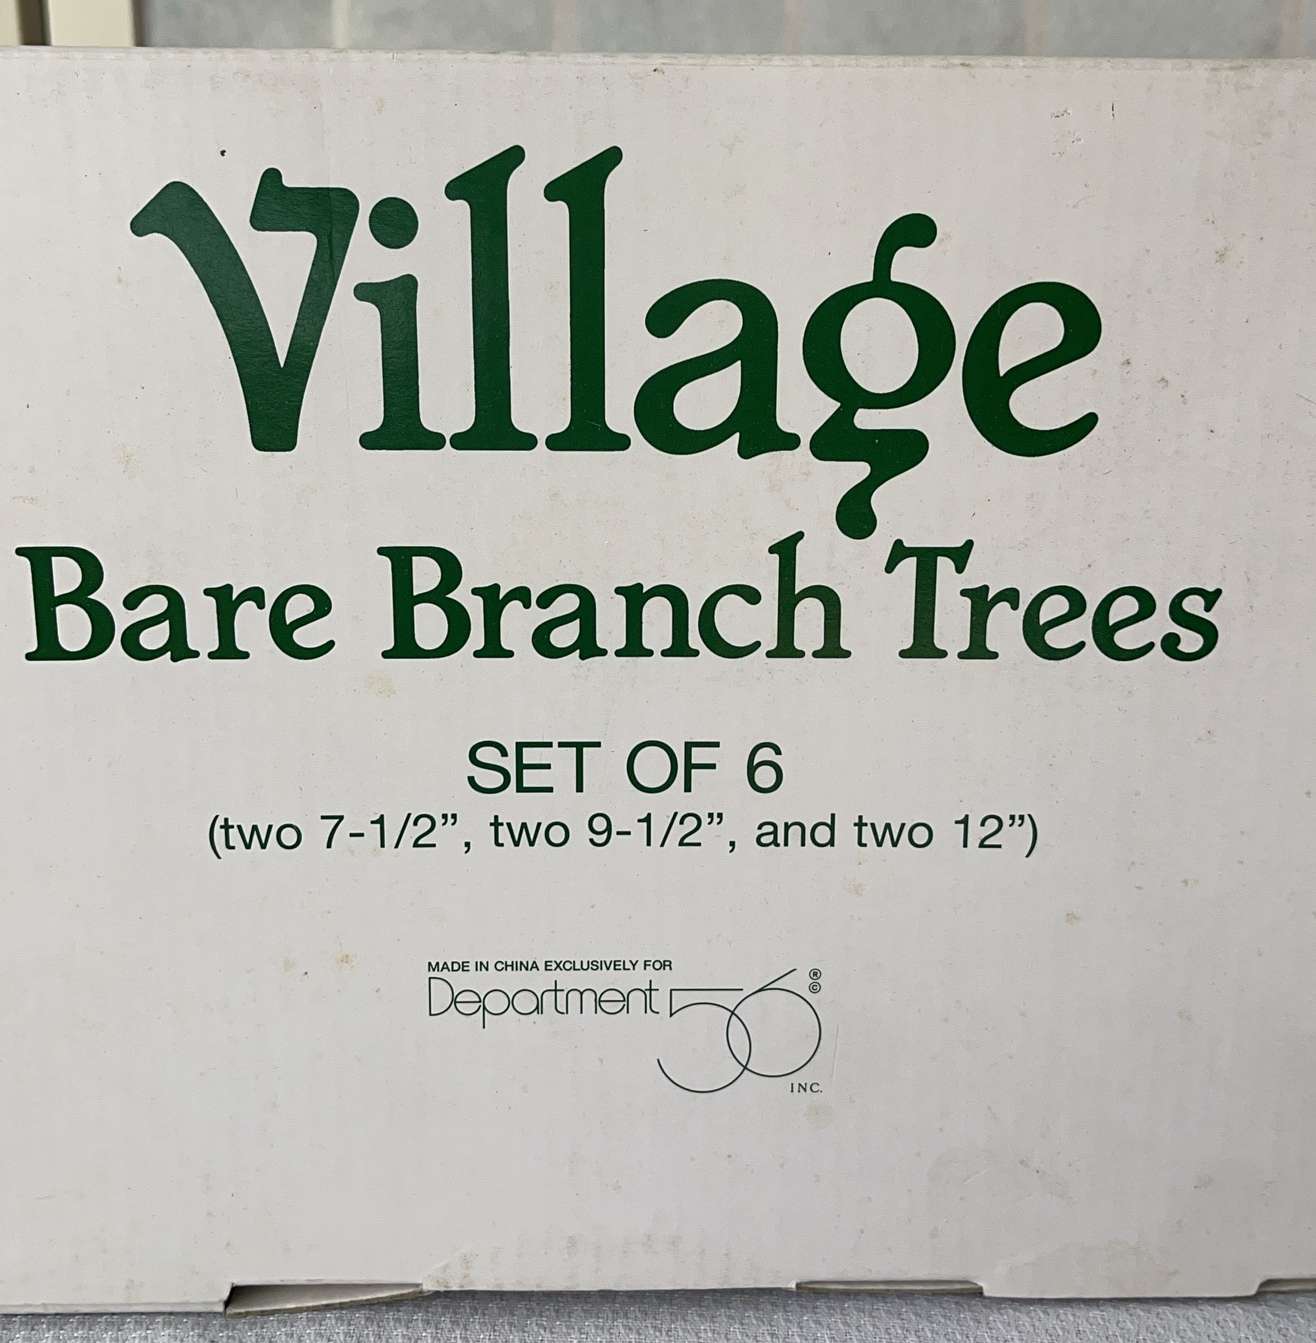 Village
Bare Branch Trees
SET OF 6
(two 7-1/2”, two 9-1/2”, and two 12”)
MADE IN CHINA EXCLUSIVELY FOR
Department 56 ® ©
INC.